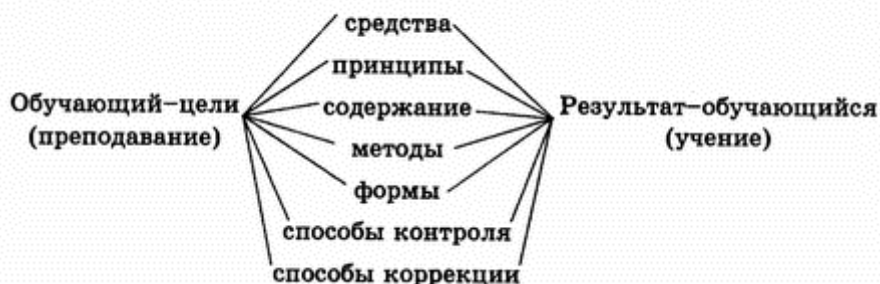 средства
принципы
Обучающий-цели
(преподавание)
содержание
методы
формы
способы контроля
способы коррекции
Результат-обучающийся
(учение)